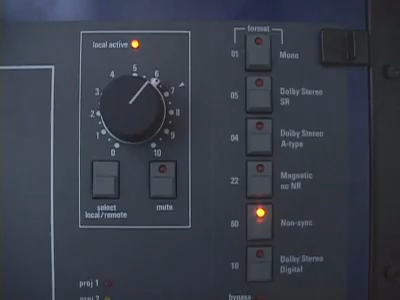 local active
4 5 6
3 7
2 8
1 9
0 10
select
local/remote
mute
format
01 Mono
05 Dolby Stereo
SR
04 Dolby Stereo
A-type
22 Magnetic
no NR
60 Non-sync
10 Dolby Stereo
Digital
proj 1
proj 2
bypass